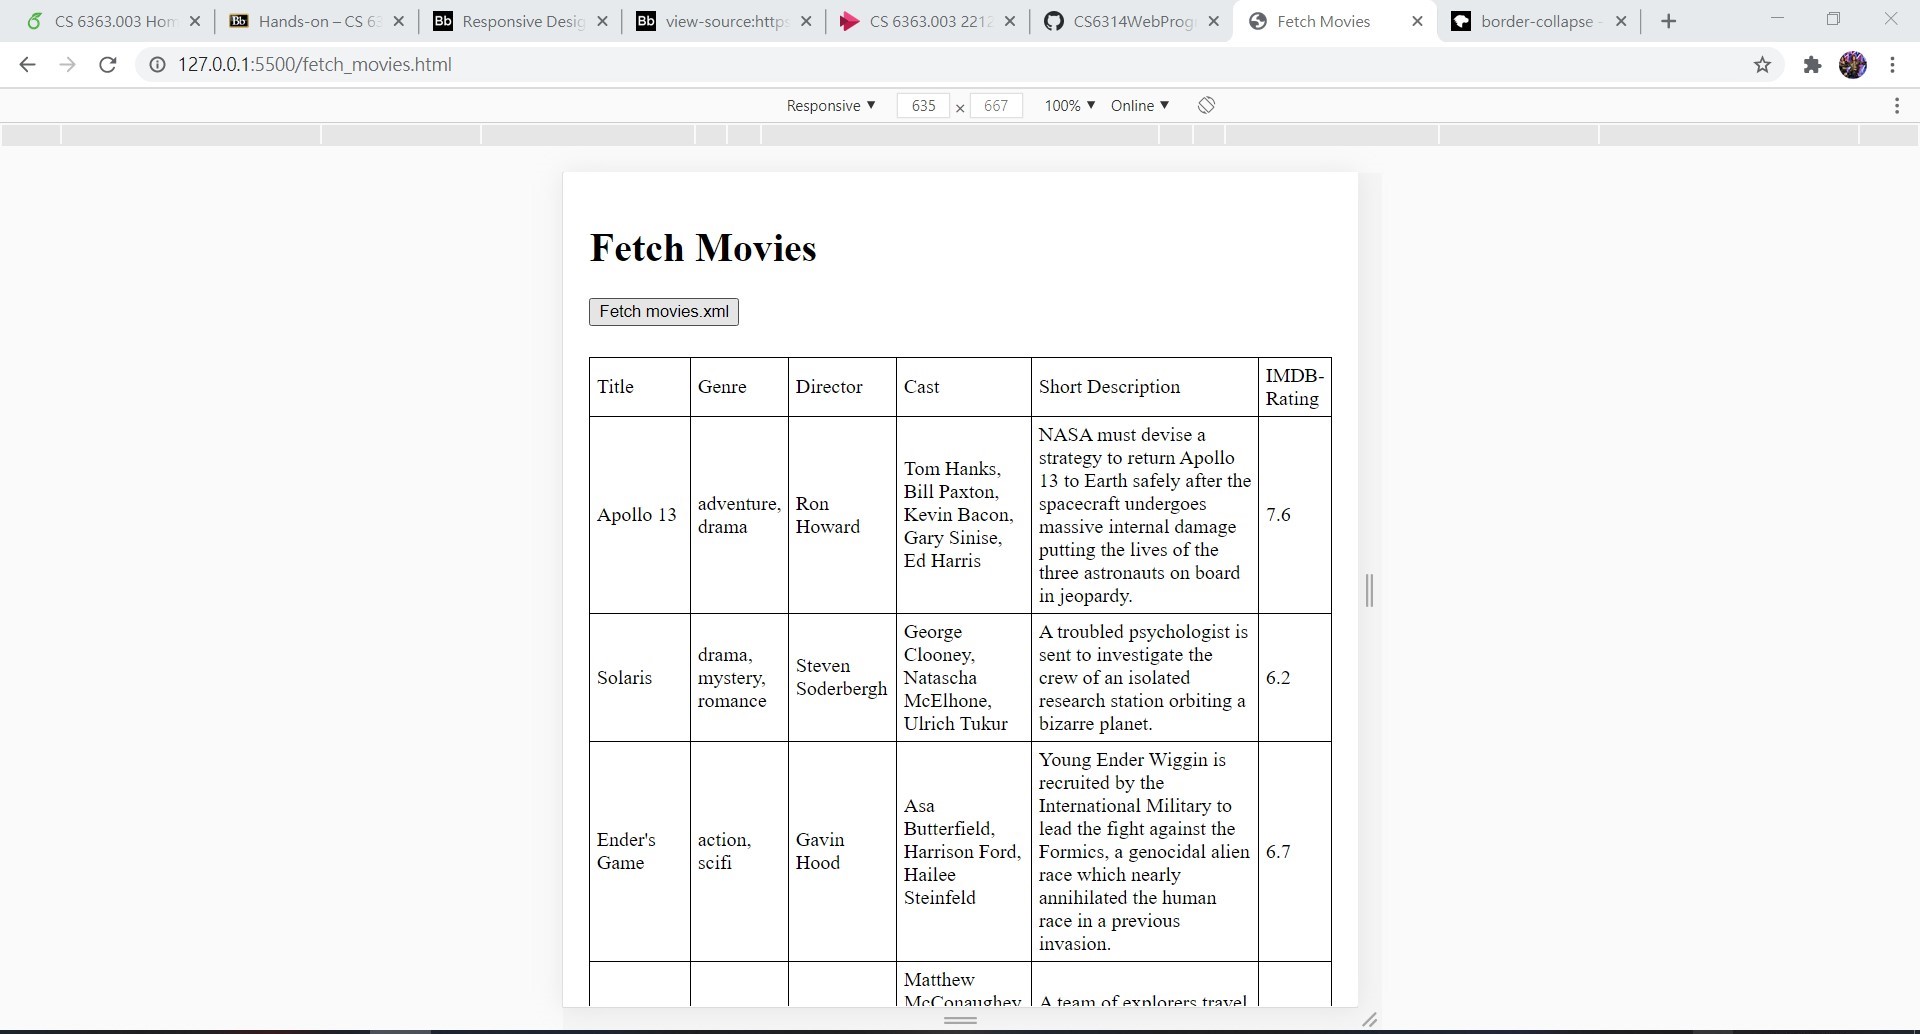 CS 6363.003 Hom
Hands-on – CS 63
Bb Responsive Desig
Bb view-source:https
CS 6363.003 2212
CS6314WebProg
Fetch Movies
border-collapse -
127.0.0.1:5500/fetch_movies.html
Responsive 635 x 667 100% Online
Fetch Movies
Fetch movies.xml
Title
Genre
Director
Cast
Short Description
IMDB-
Rating
Apollo 13
adventure,
drama
Ron
Howard
Tom Hanks,
Bill Paxton,
Kevin Bacon,
Gary Sinise,
Ed Harris
NASA must devise a
strategy to return Apollo
13 to Earth safely after the
spacecraft undergoes
massive internal damage
putting the lives of the
three astronauts on board
in jeopardy.
7.6
Solaris
drama,
mystery,
romance
Steven
Soderbergh
George
Clooney,
Natascha
McElhone,
Ulrich Tukur
A troubled psychologist is
sent to investigate the
crew of an isolated
research station orbiting a
bizarre planet.
6.2
Ender's
Game
action,
scifi
Gavin
Hood
Asa
Butterfield,
Harrison Ford,
Hailee
Steinfeld
Young Ender Wiggin is
recruited by the
International Military to
lead the fight against the
Formics, a genocidal alien
race which nearly
annihilated the human
race in a previous
invasion.
6.7
Matthew
McConaughey
A team of explorers travel